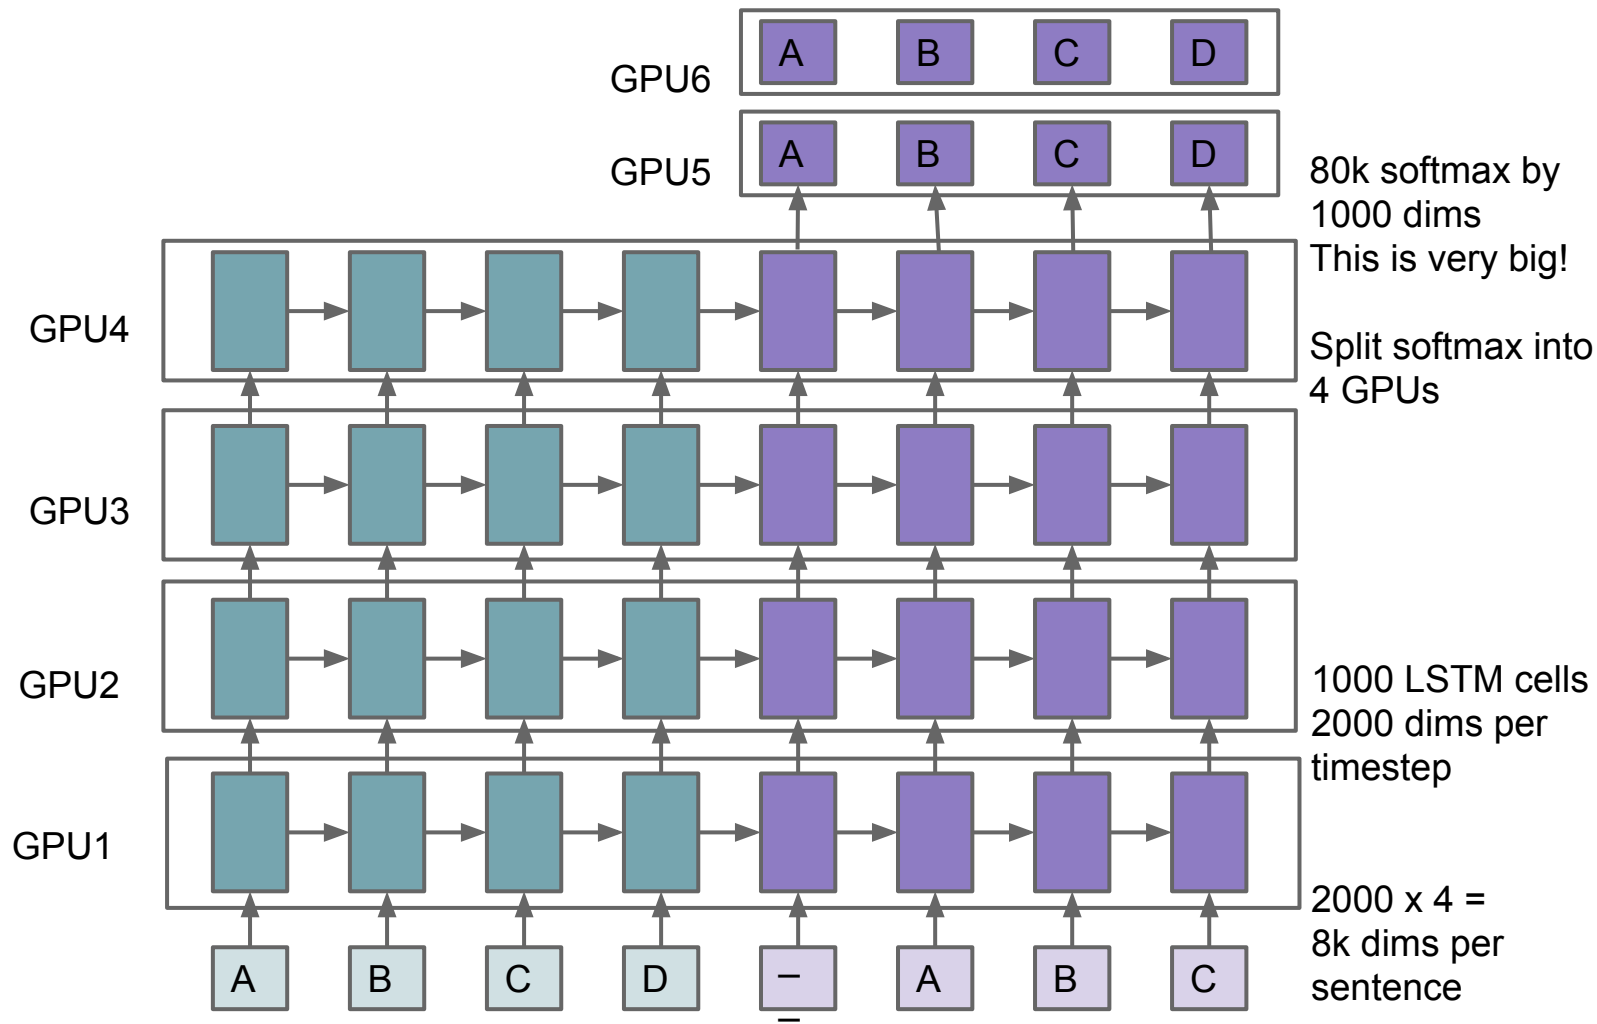 A B C D
GPU6
A B C D
GPU5
80k softmax by
1000 dims
This is very big!
GPU4
Split softmax into
4 GPUs
GPU3
GPU2
1000 LSTM cells
2000 dims per
timestep
GPU1
2000 x 4 =
8k dims per
sentence
A B C D _ A B C
_